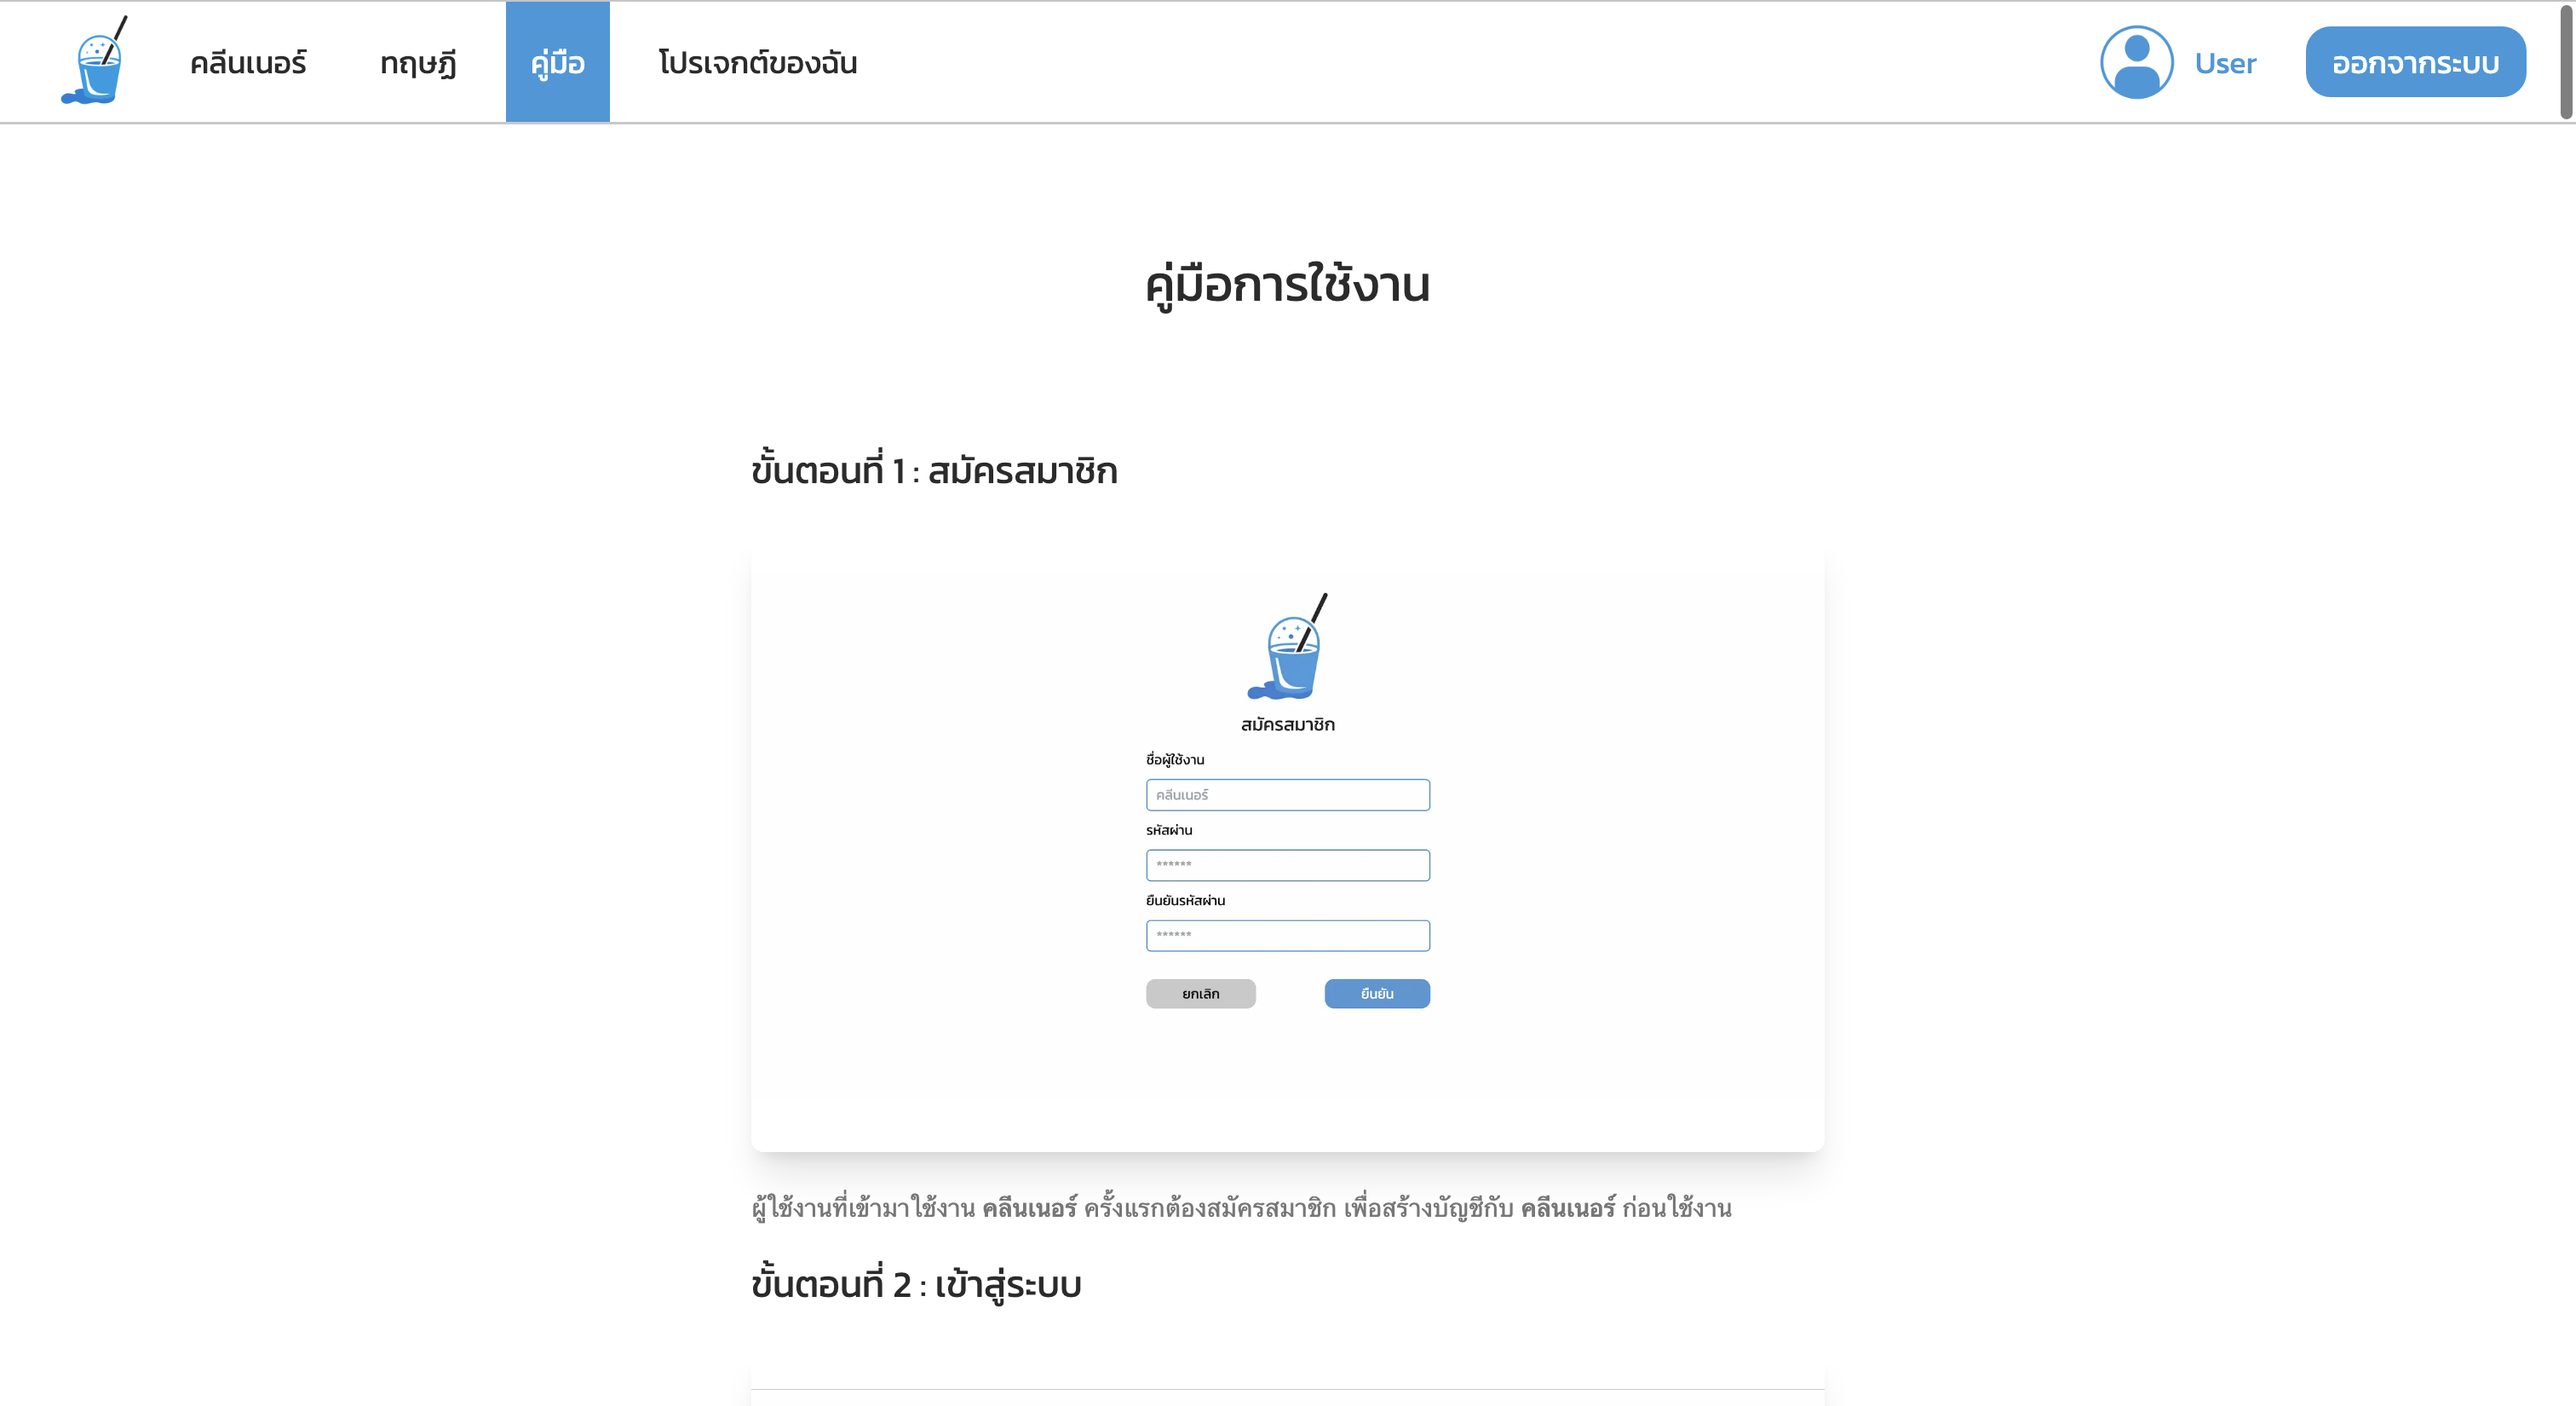 คลีนเนอร์ ทฤษฎี คู่มือ โปรเจกต์ของฉัน User ออกจากระบบ
คู่มือการใช้งาน
ขั้นตอนที่ 1 : สมัครสมาชิก
สมัครสมาชิก
ชื่อผู้ใช้งาน
คลีนเนอร์
รหัสผ่าน
******
ยืนยันรหัสผ่าน
******
ยกเลิก ยืนยัน
ผู้ใช้งานที่เข้ามาใช้งาน คลีนเนอร์ ครั้งแรกต้องสมัครสมาชิก เพื่อสร้างบัญชีกับ คลีนเนอร์ ก่อนใช้งาน
ขั้นตอนที่ 2 : เข้าสู่ระบบ